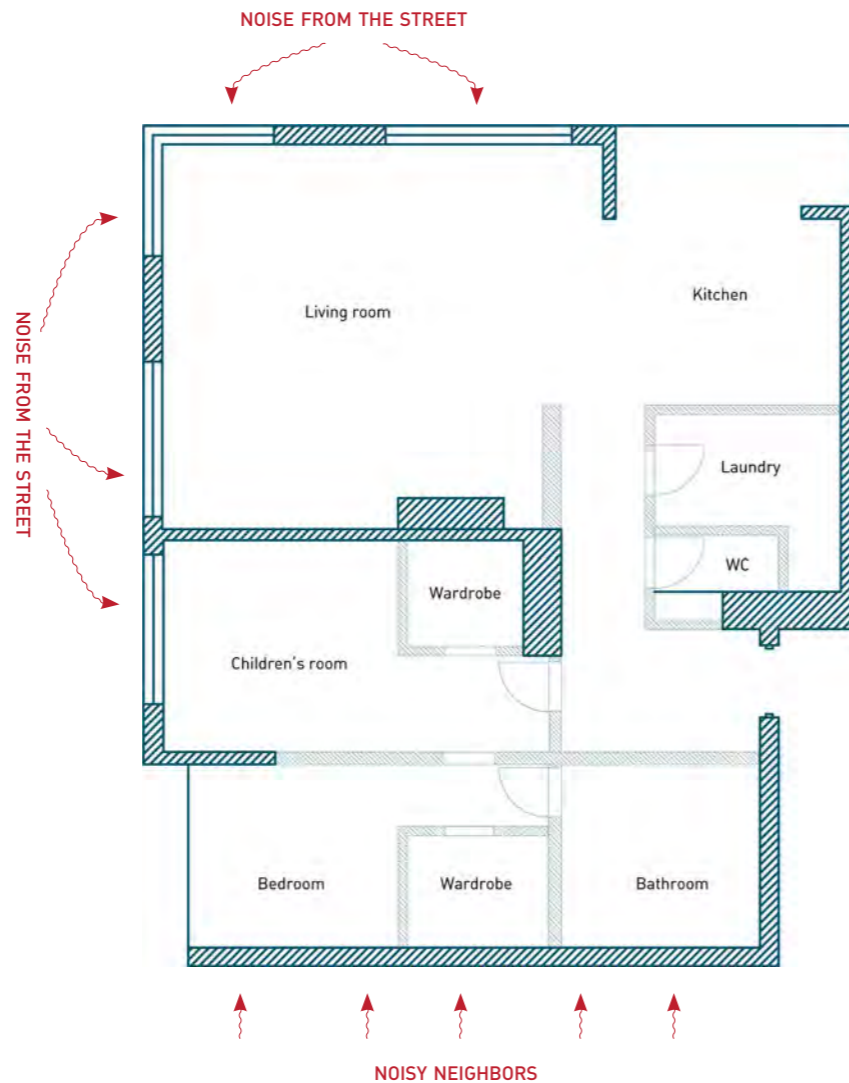 NOISE FROM THE STREET
NOISE FROM THE STREET
Living room
Kitchen
Laundry
WC
Wardrobe
Children's room
Bedroom
Wardrobe
Bathroom
NOISY NEIGHBORS